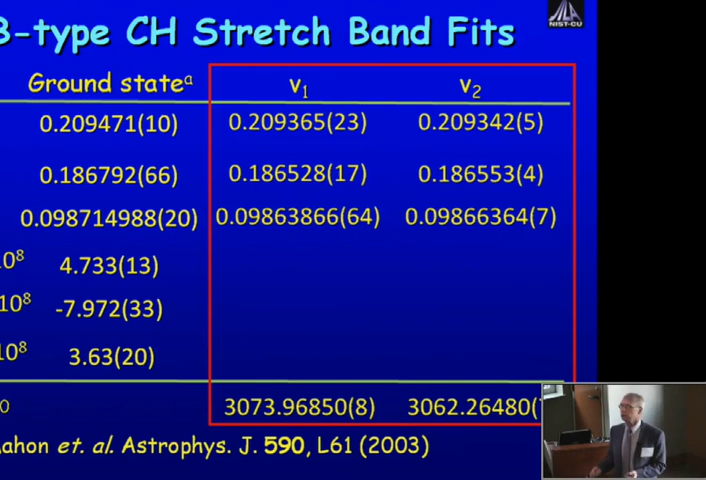 B-type CH Stretch Band Fits
NIST-CU
Ground stateᵃ ν₁ ν₂
0.209471(10) 0.209365(23) 0.209342(5)
0.186792(66) 0.186528(17) 0.186553(4)
0.098714988(20) 0.09863866(64) 0.09866364(7)
10⁸ 4.733(13)
10⁸ -7.972(33)
10⁸ 3.63(20)
0 3073.96850(8) 3062.26480(
et. al. Astrophys. J. 590, L61 (2003)